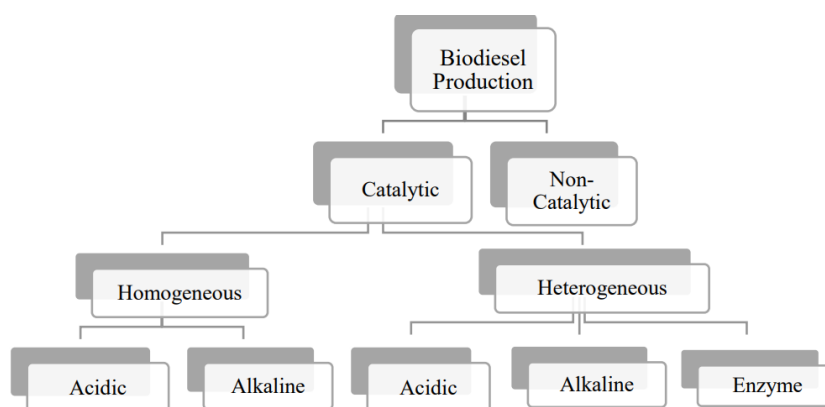 Biodiesel
Production
Catalytic
Non-
Catalytic
Homogeneous
Heterogeneous
Acidic
Alkaline
Acidic
Alkaline
Enzyme